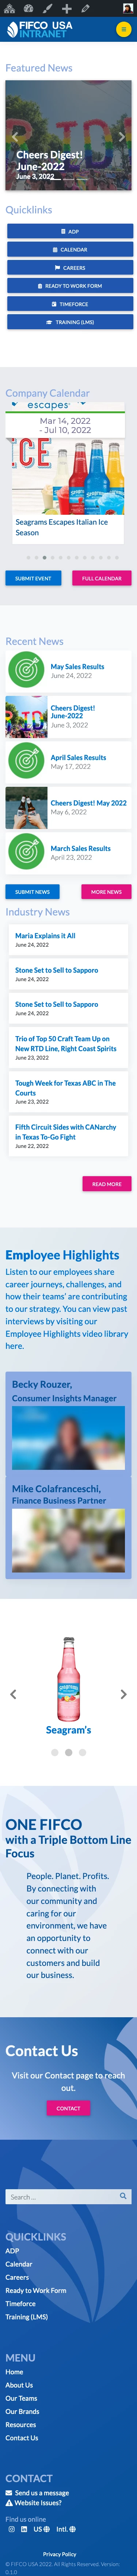 FIFCO USA
INTRANET
Featured News
Cheers Digest!
June-2022
June 3, 2022
Quicklinks
ADP
CALENDAR
CAREERS
READY TO WORK FORM
TIMEFORCE
TRAINING (LMS)
Company Calendar
escapes
Mar 14, 2022
- Jul 10, 2022
ICE
Seagrams Escapes Italian Ice
Season
SUBMIT EVENT FULL CALENDAR
Recent News
May Sales Results
June 24, 2022
Cheers Digest!
June-2022
June 3, 2022
April Sales Results
May 17, 2022
Cheers Digest! May 2022
May 6, 2022
March Sales Results
April 23, 2022
SUBMIT NEWS MORE NEWS
Industry News
Maria Explains it All
June 24, 2022
Stone Set to Sell to Sapporo
June 24, 2022
Stone Set to Sell to Sapporo
June 24, 2022
Trio of Top 50 Craft Team Up on
New RTD Line, Right Coast Spirits
June 23, 2022
Tough Week for Texas ABC in The
Courts
June 23, 2022
Fifth Circuit Sides with CANarchy
in Texas To-Go Fight
June 22, 2022
READ MORE
Employee Highlights
Listen to our employees share
career journeys, challenges, and
how their teams’ are contributing
to our strategy. You can view past
interviews by visiting our
Employee Highlights video library
here.
Becky Rouzer,
Consumer Insights Manager
Mike Colafranceschi,
Finance Business Partner
Seagram’s
ONE FIFCO
with a Triple Bottom Line
Focus
People. Planet. Profits.
By connecting with
our community and
caring for our
environment, we have
an opportunity to
connect with our
customers and build
our business.
Contact Us
Visit our Contact page to reach
out.
CONTACT
Search ...
QUICKLINKS
ADP
Calendar
Careers
Ready to Work Form
Timeforce
Training (LMS)
MENU
Home
About Us
Our Teams
Our Brands
Resources
Contact Us
CONTACT
Send us a message
Website Issues?
Find us online
US Intl.
Privacy Policy
© FIFCO USA 2022. All Rights Reserved. Version:
0.1.0